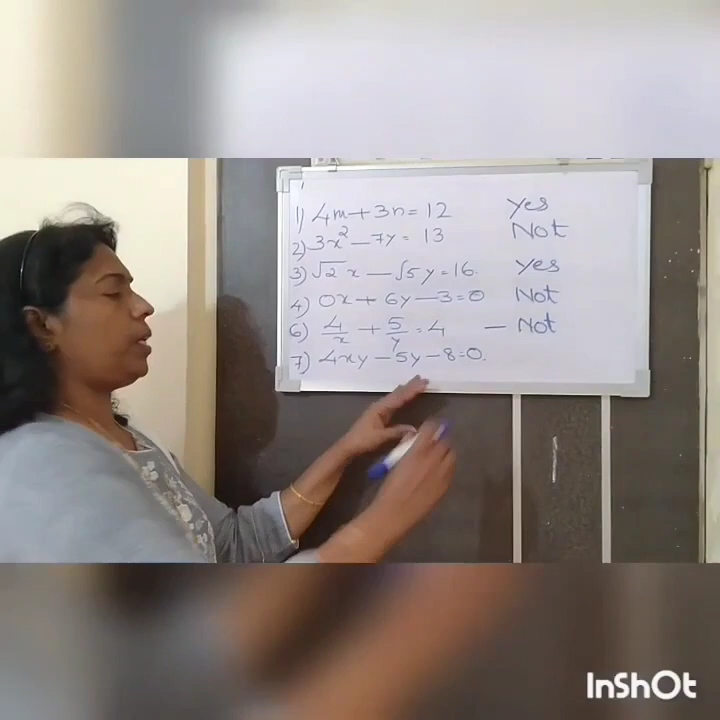 1) 4m+3n=12 Yes
2) 3x²-7y= 13 Not
3) √2 x - √5 y=16. yes
4) 0x+6y-3=0 Not
6) 4/x + 5/y = 4 - Not
7) 4xy-5y-8=0.
InShOt